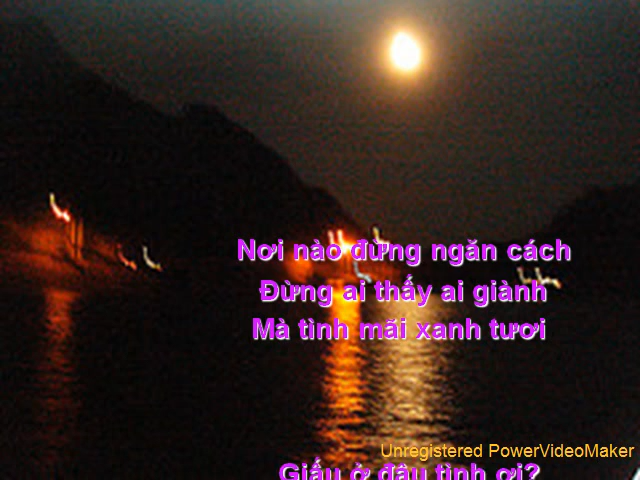 Nơi nào đừng ngăn cách
Đừng ai thấy ai giành
Mà tình mãi xanh tươi
Unregistered PowerVideoMaker
Giấu ở đâu tình ơi?